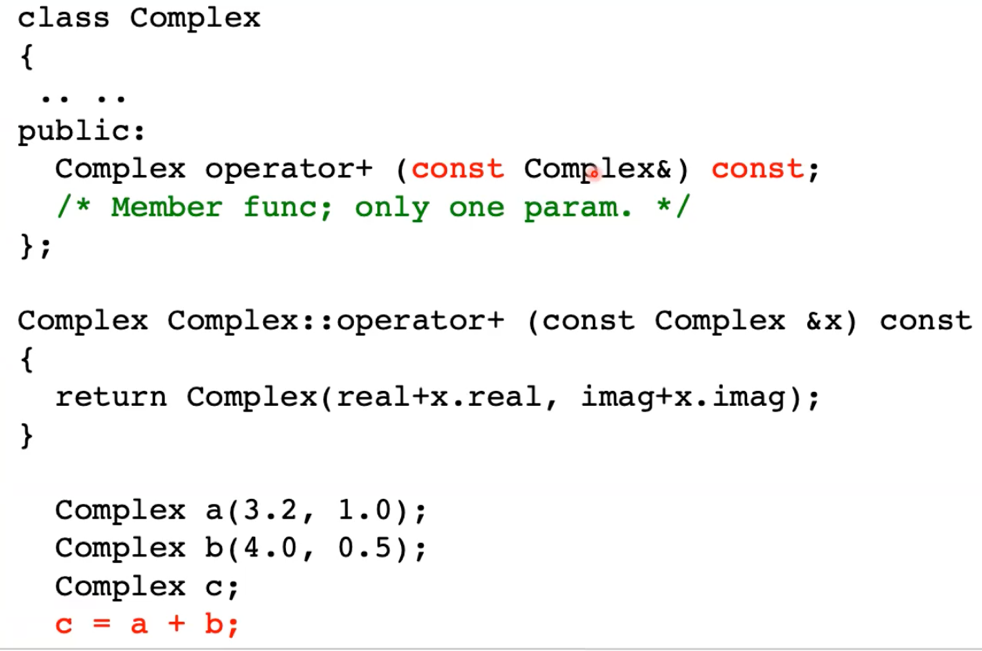 class Complex
{
.. ..
public:
Complex operator+ (const Complex&) const;
/* Member func; only one param. */
};
Complex Complex::operator+ (const Complex &x) const
{
return Complex(real+x.real, imag+x.imag);
}
Complex a(3.2, 1.0);
Complex b(4.0, 0.5);
Complex c;
c = a + b;